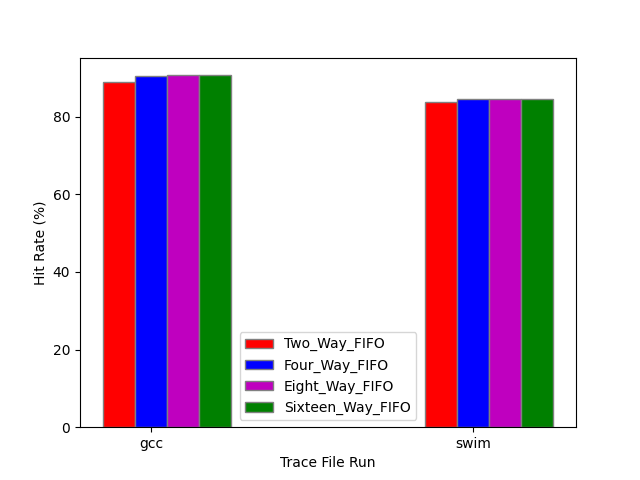 Hit Rate (%)
80
60
40
20
0
Two_Way_FIFO
Four_Way_FIFO
Eight_Way_FIFO
Sixteen_Way_FIFO
gcc
swim
Trace File Run